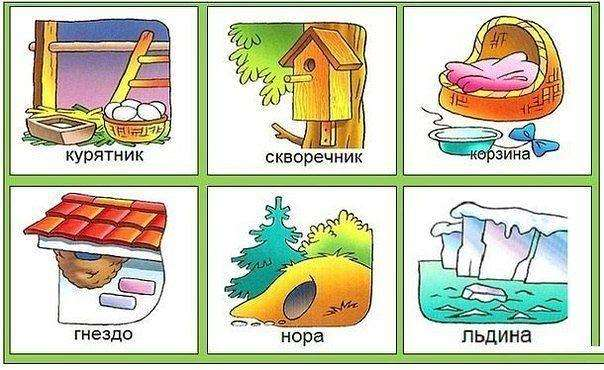 курятник
скворечник
корзина
гнездо
нора
льдина